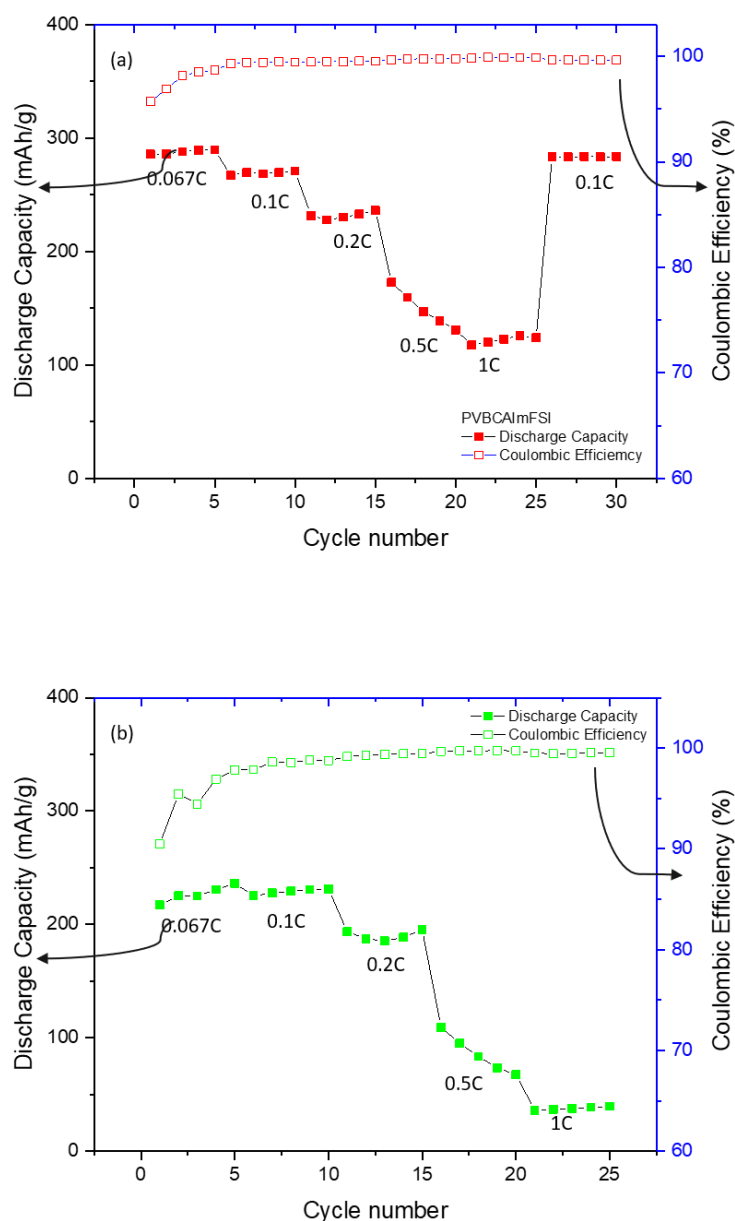 400
300
200
100
0
Discharge Capacity (mAh/g)
(a)
0.067C
0.1C
0.2C
0.5C
1C
0.1C
PVBCAImFSI
Discharge Capacity
Coulombic Efficiemcy
100
90
80
70
60
Coulombic Efficiency (%)
0 5 10 15 20 25 30
Cycle number
400
300
200
100
0
Discharge Capacity (mAh/g)
(b)
Discharge Capacity
Coulombic Efficiency
0.067C
0.1C
0.2C
0.5C
1C
100
90
80
70
60
Coulombic Efficiency (%)
0 5 10 15 20 25
Cycle number